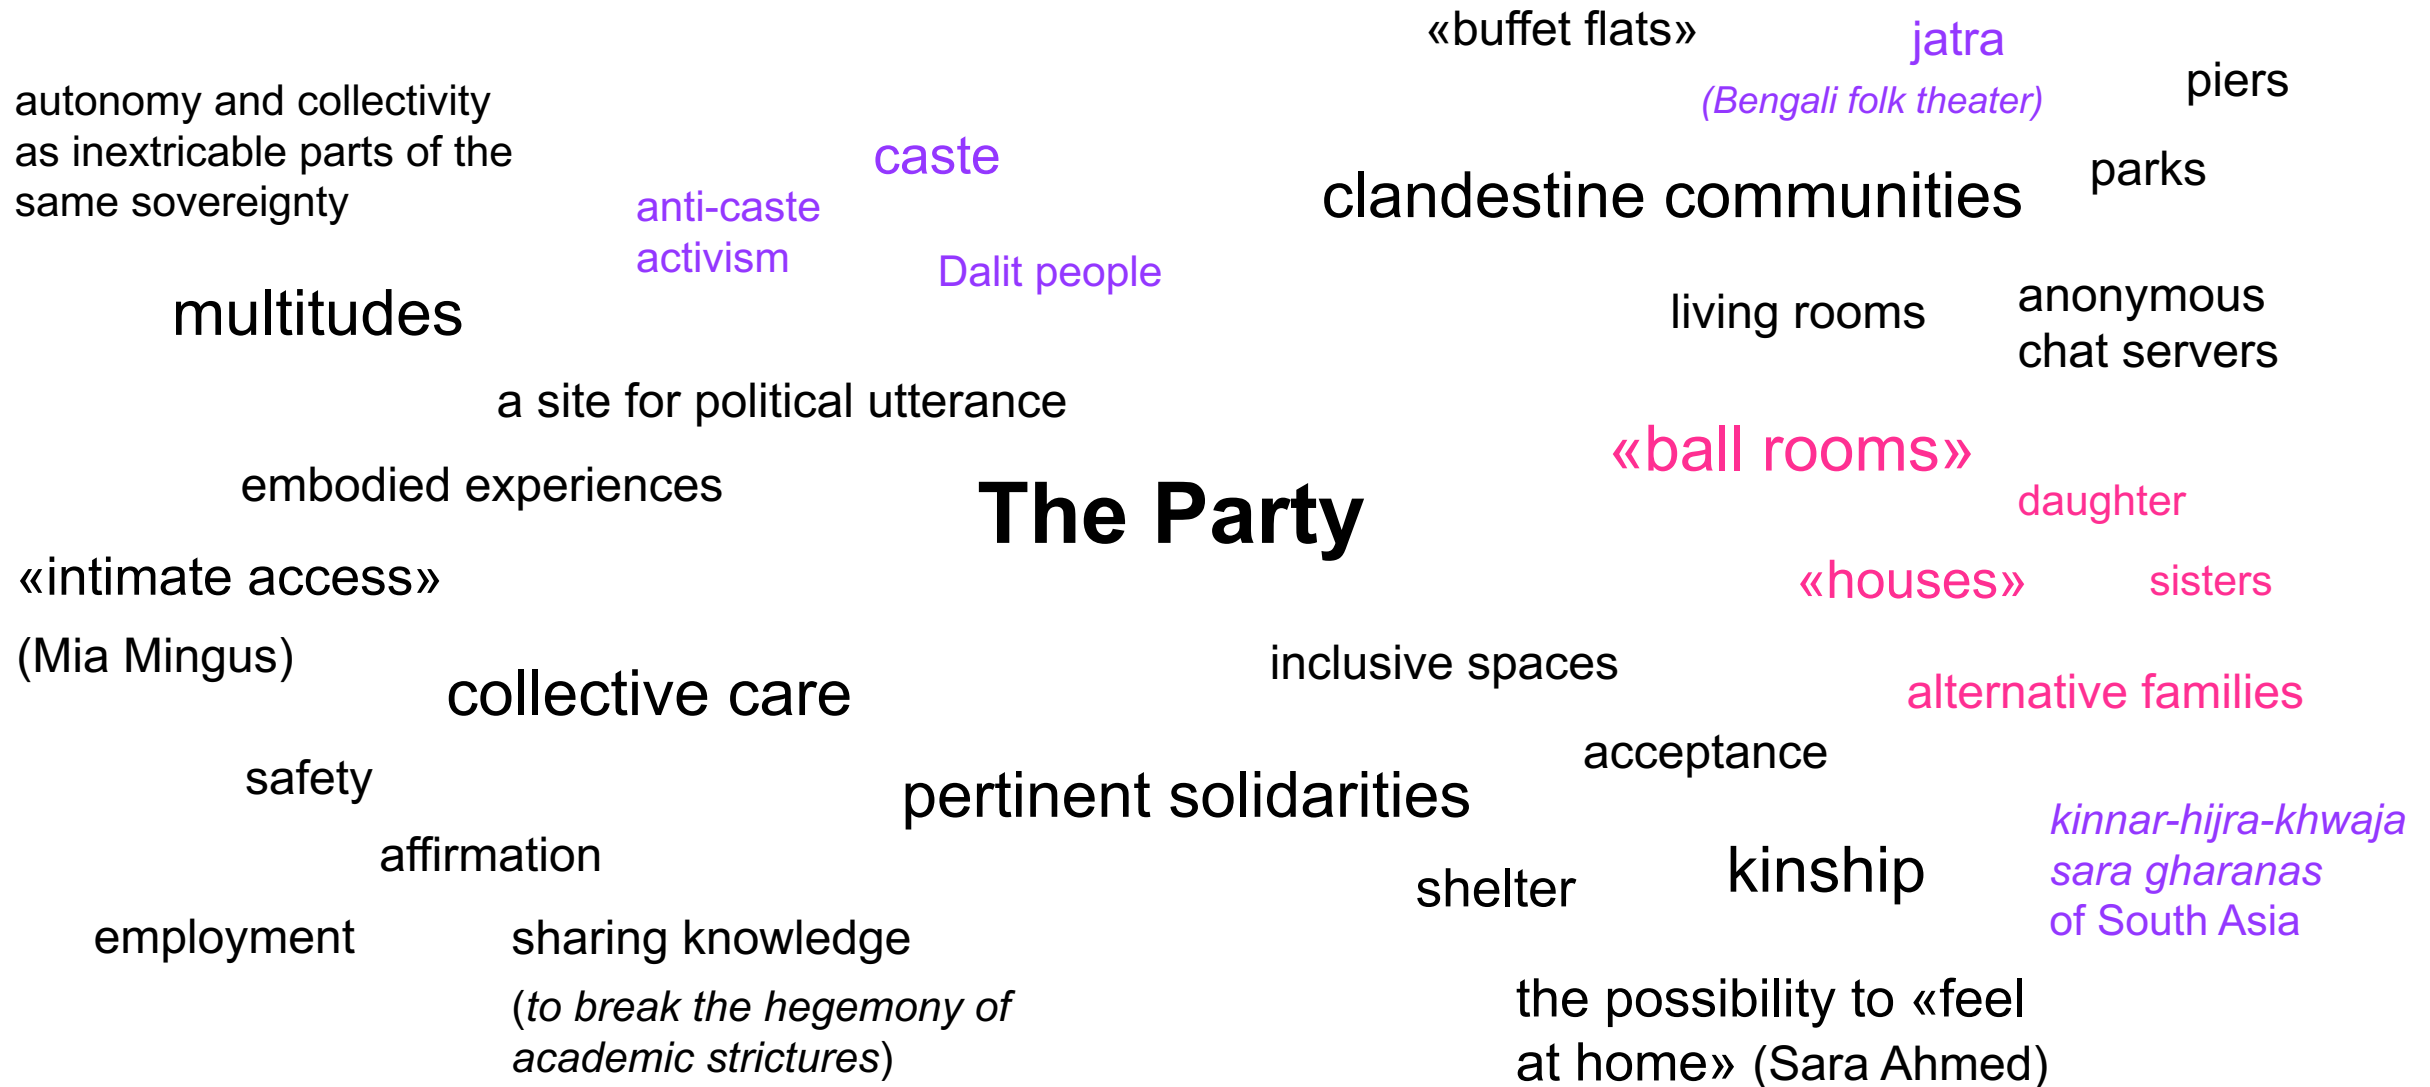 «buffet flats»
jatra
(Bengali folk theater)
piers
autonomy and collectivity
as inextricable parts of the
same sovereignty
caste
anti-caste
activism
Dalit people
clandestine communities
parks
multitudes
living rooms
anonymous
chat servers
a site for political utterance
«ball rooms»
embodied experiences
The Party
daughter
«intimate access»
(Mia Mingus)
«houses»
sisters
collective care
inclusive spaces
alternative families
safety
pertinent solidarities
acceptance
affirmation
shelter
kinship
kinnar-hijra-khwaja
sara gharanas
of South Asia
employment
sharing knowledge
(to break the hegemony of
academic strictures)
the possibility to «feel
at home» (Sara Ahmed)